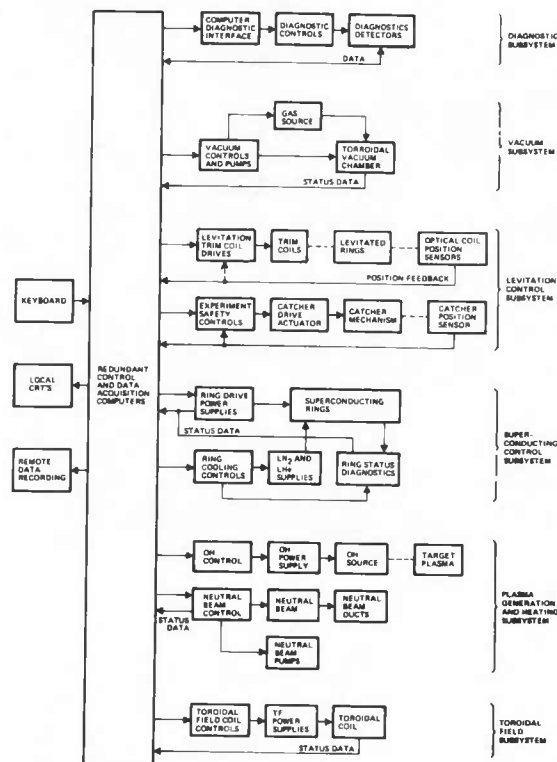 COMPUTER
DIAGNOSTIC
INTERFACE
DIAGNOSTIC
CONTROLS
DIAGNOSTICS
DETECTORS
DATA
DIAGNOSTIC
SUBSYSTEM
GAS
SOURCE
VACUUM
CONTROLS
AND PUMPS
TORROIDAL
VACUUM
CHAMBER
STATUS DATA
VACUUM
SUBSYSTEM
LEVITATION
TRIM COIL
DRIVES
TRIM
COILS
LEVITATED
RINGS
OPTICAL COIL
POSITION
SENSORS
POSITION FEEDBACK
EXPERIMENT
SAFETY
CONTROLS
CATCHER
DRIVE
ACTUATOR
CATCHER
MECHANISM
CATCHER
POSITION
SENSOR
LEVITATION
CONTROL
SUBSYSTEM
KEYBOARD
LOCAL
CRT'S
REMOTE
DATA
RECORDING
REDUNDANT
CONTROL
AND DATA
ACQUISITION
COMPUTERS
RING DRIVE
POWER
SUPPLIES
SUPERCONDUCTING
RINGS
STATUS DATA
RING
COOLING
CONTROLS
LN2 AND
LHe
SUPPLIES
RING STATUS
DIAGNOSTICS
SUPER-
CONDUCTING
CONTROL
SUBSYSTEM
OH
CONTROL
OH
POWER
SUPPLY
OH
SOURCE
TARGET
PLASMA
NEUTRAL
BEAM
CONTROL
NEUTRAL
BEAM
NEUTRAL
BEAM
DUCTS
STATUS
DATA
NEUTRAL
BEAM
PUMPS
PLASMA
GENERATION
AND HEATING
SUBSYSTEM
TOROIDAL
FIELD COIL
CONTROLS
TF
POWER
SUPPLIES
TOROIDAL
COIL
STATUS DATA
TOROIDAL
FIELD
SUBSYSTEM